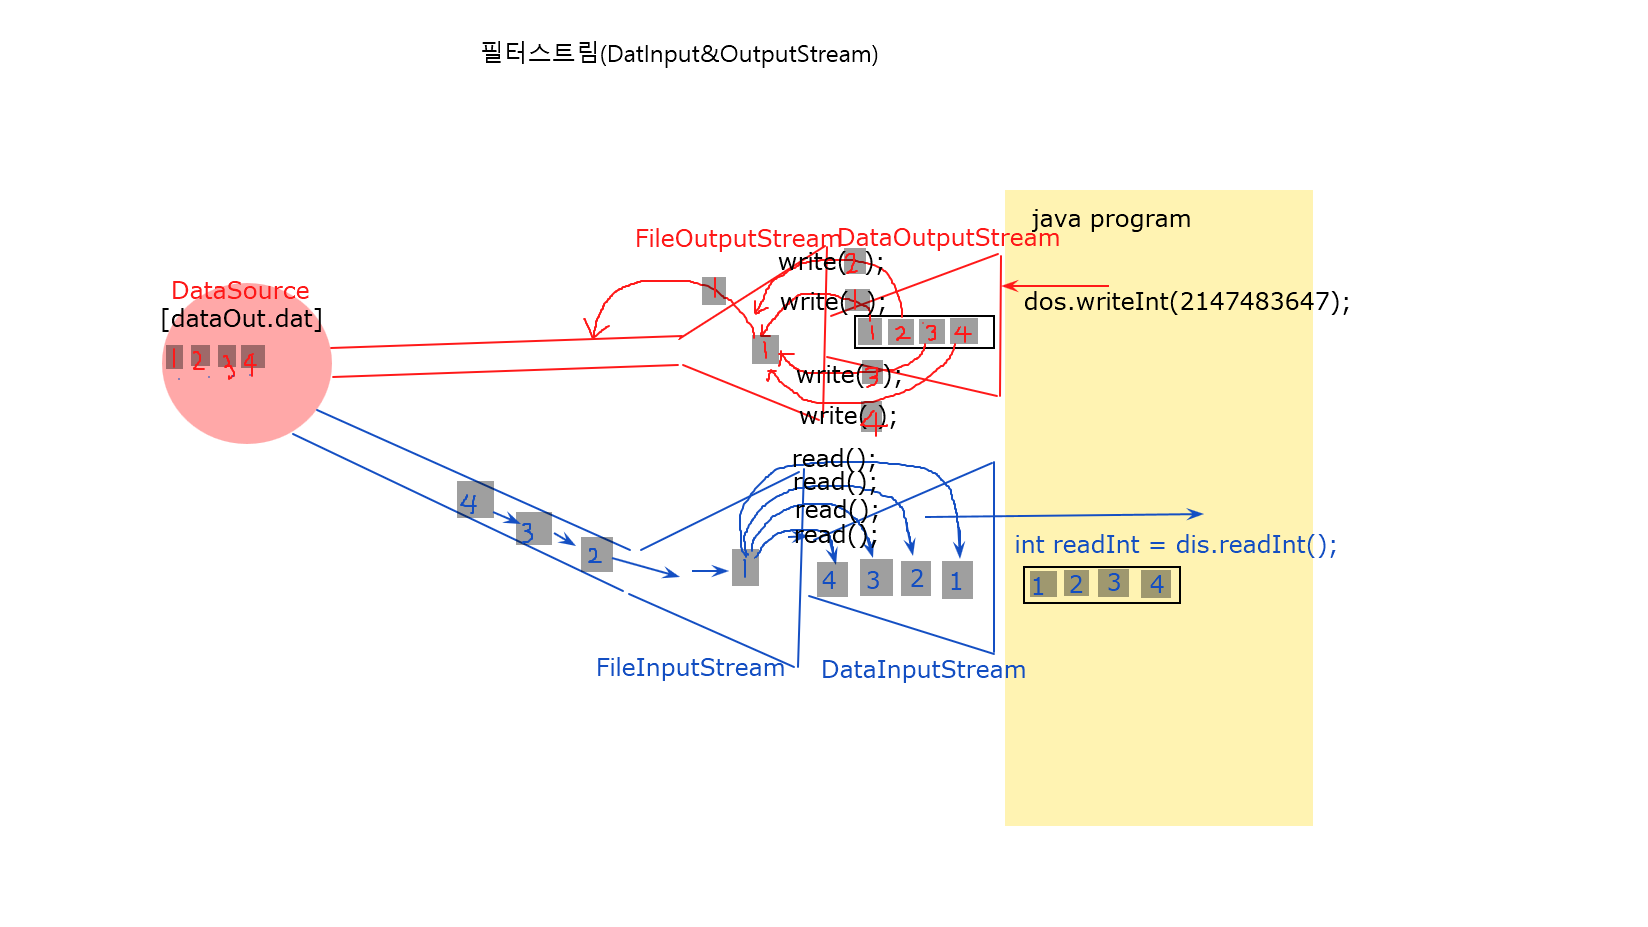 필터스트림(DatInput&OutputStream)
java program
FileOutputStream
DataOutputStream
write(2);
DataSource
[dataOut.dat]
1
write(1);
dos.writeInt(2147483647);
1 2 3 4
1
1 2 3 4
write(3);
write(4);
read();
read();
read();
read();
4
3
2
1
int readInt = dis.readInt();
4 3 2 1
1 2 3 4
FileInputStream
DataInputStream